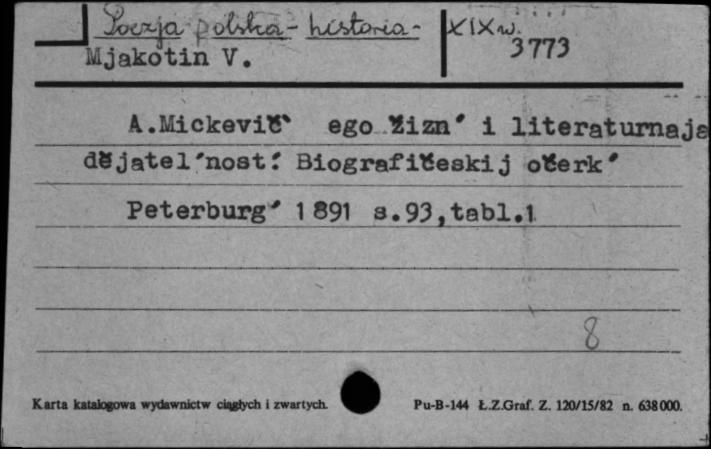 Poezja polska - historia - XIX w.
3773
Mjakotin V.
A.Mickevič` ego žizn´ i literaturnaja
dějatel´nost: Biografičeskij očerk´
Peterburg´ 1891 s.93,tabl.1
8
Karta katalogowa wydawnictw ciągłych i zwartych.
Pu-B-144 Ł.Z.Graf. Z. 120/15/82 n. 638000.